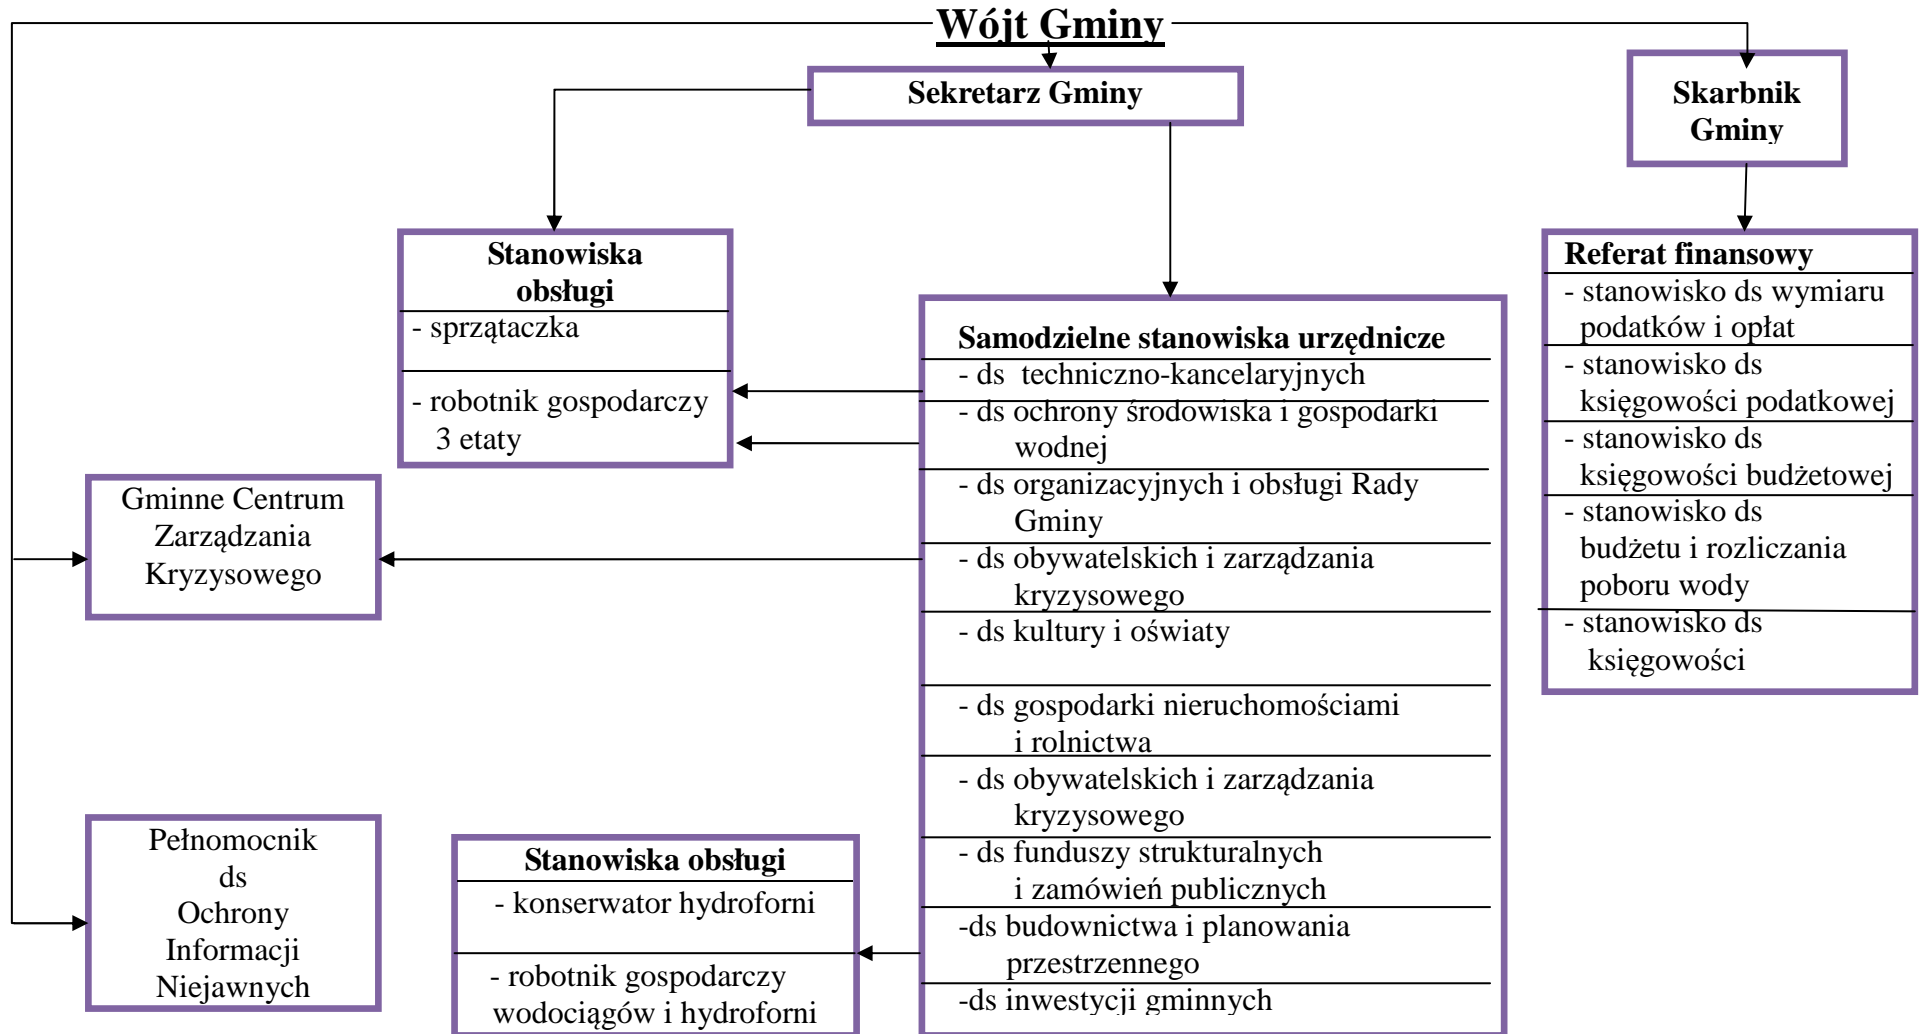 Wójt Gminy
Sekretarz Gminy
Skarbnik
Gminy
Stanowiska
obsługi
- sprzątaczka
- robotnik gospodarczy
3 etaty
Referat finansowy
- stanowisko ds wymiaru
podatków i opłat
- stanowisko ds
księgowości podatkowej
- stanowisko ds
księgowości budżetowej
- stanowisko ds
budżetu i rozliczania
poboru wody
- stanowisko ds
księgowości
Samodzielne stanowiska urzędnicze
- ds techniczno-kancelaryjnych
- ds ochrony środowiska i gospodarki
wodnej
- ds organizacyjnych i obsługi Rady
Gminy
- ds obywatelskich i zarządzania
kryzysowego
- ds kultury i oświaty
- ds gospodarki nieruchomościami
i rolnictwa
- ds obywatelskich i zarządzania
kryzysowego
- ds funduszy strukturalnych
i zamówień publicznych
-ds budownictwa i planowania
przestrzennego
-ds inwestycji gminnych
Gminne Centrum
Zarządzania
Kryzysowego
Pełnomocnik
ds
Ochrony
Informacji
Niejawnych
Stanowiska obsługi
- konserwator hydroforni
- robotnik gospodarczy
wodociągów i hydroforni